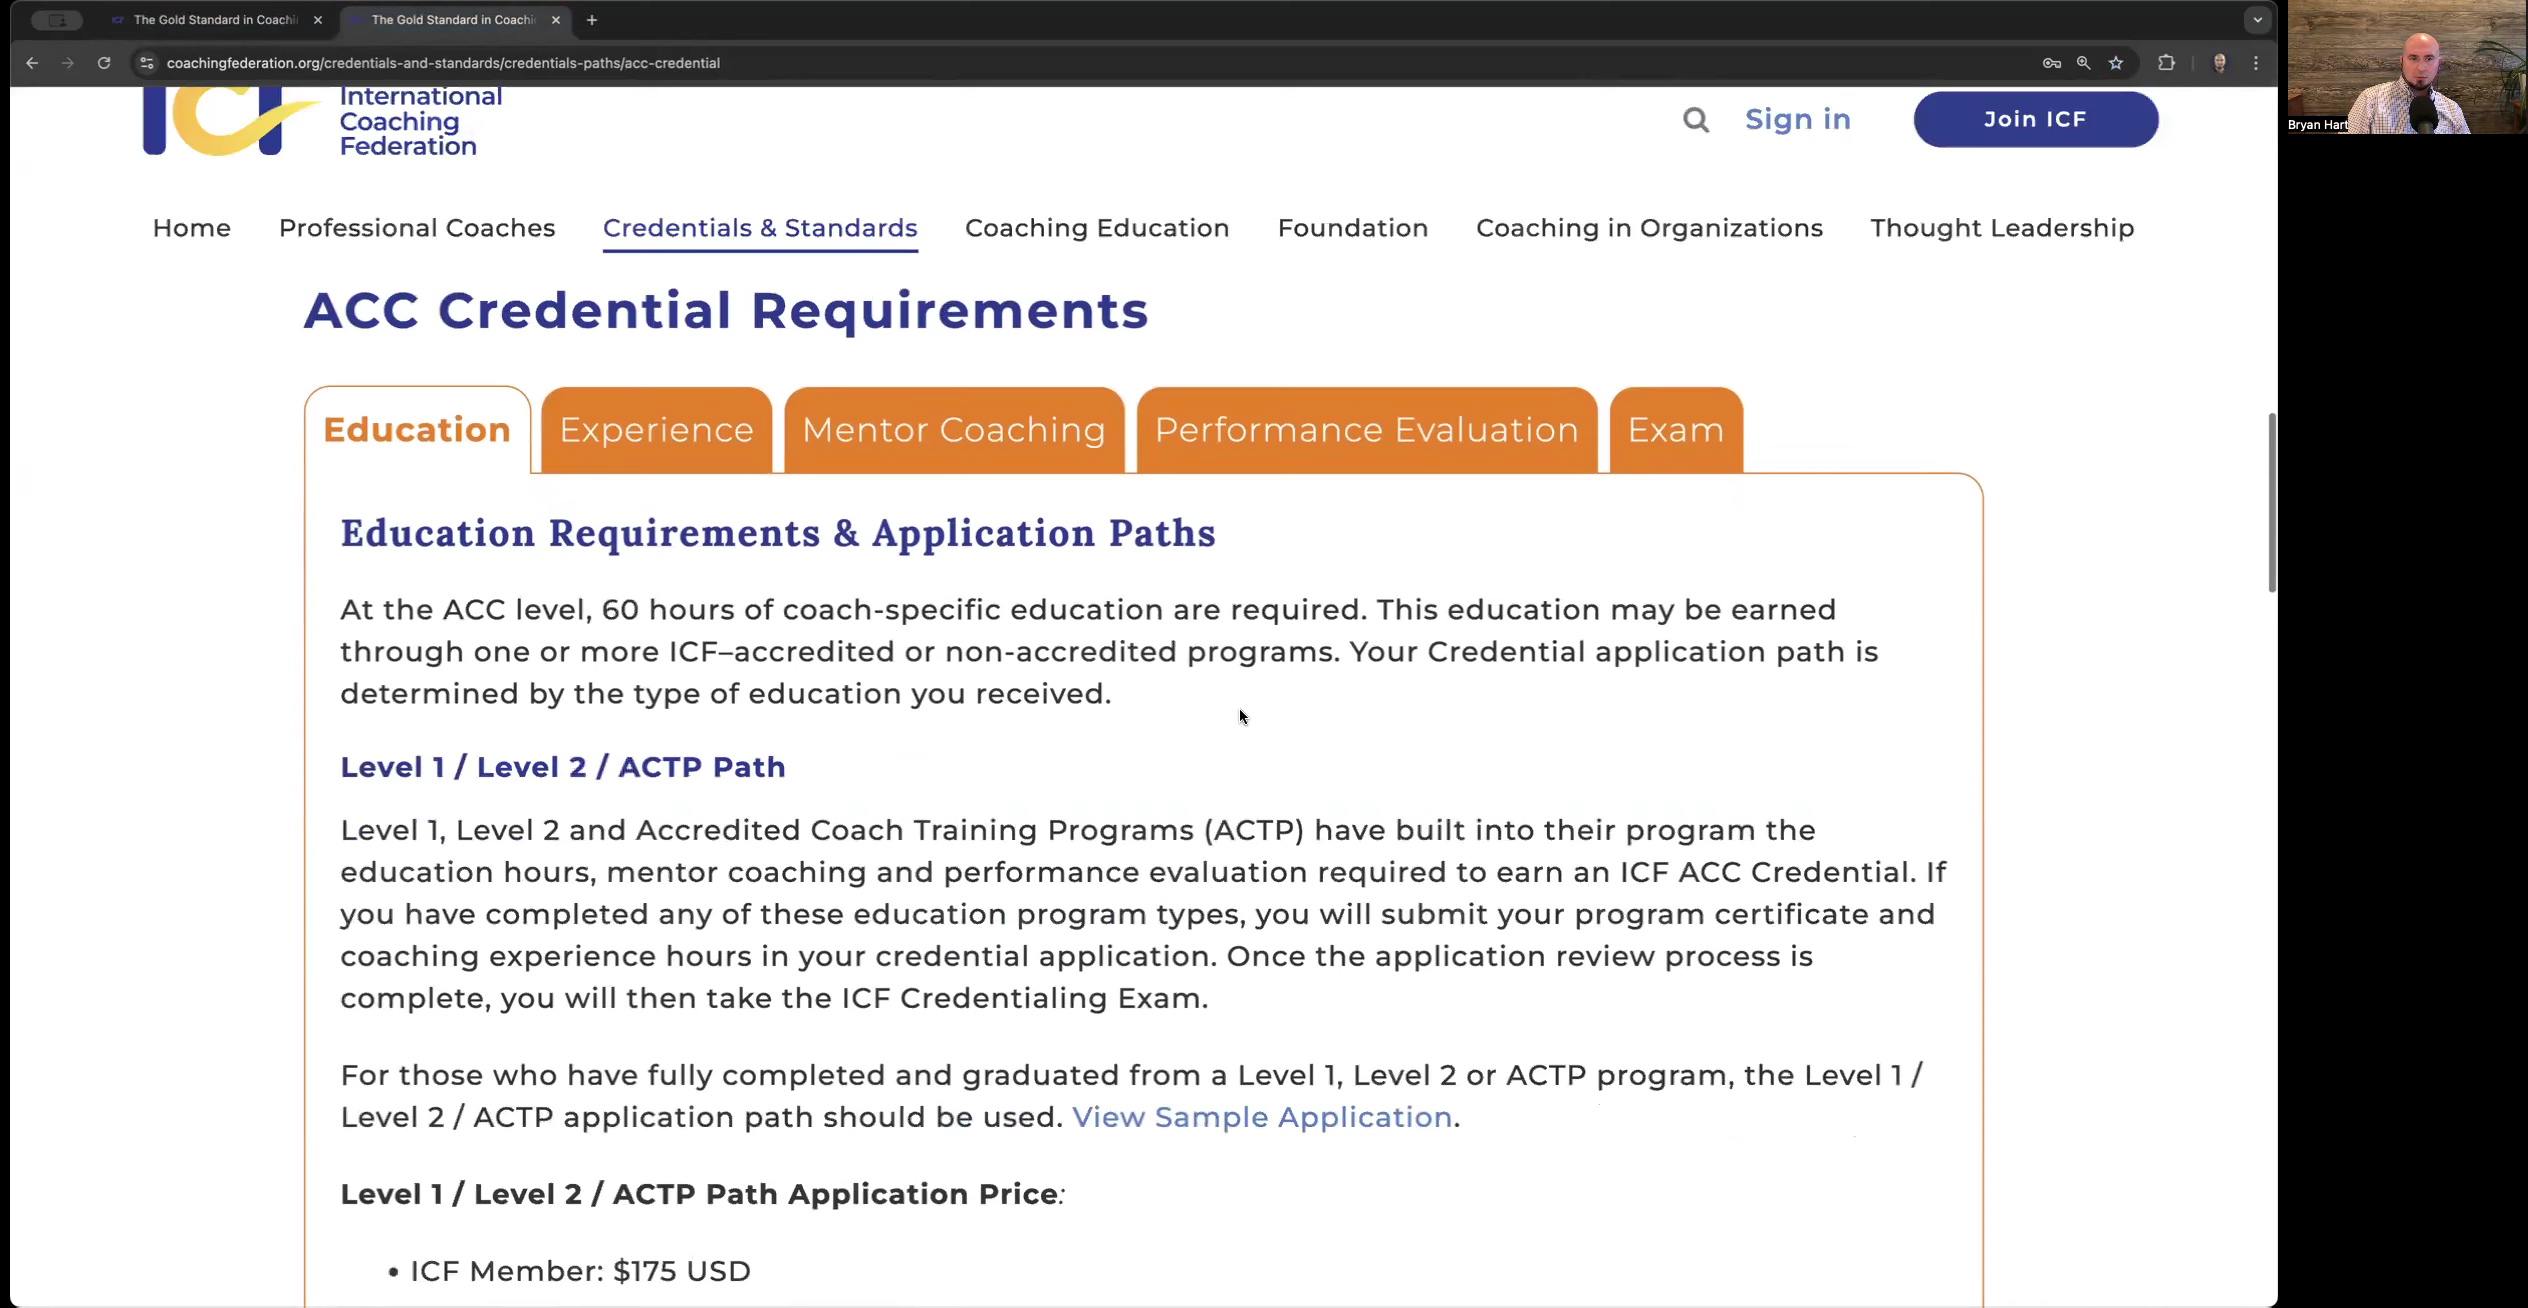 The Gold Standard in Coachi
The Gold Standard in Coachi
coachingfederation.org/credentials-and-standards/credentials-paths/acc-credential
Bryan Hart
ICF
International
Coaching
Federation
Sign in
Join ICF
Home
Professional Coaches
Credentials & Standards
Coaching Education
Foundation
Coaching in Organizations
Thought Leadership
ACC Credential Requirements
Education
Experience
Mentor Coaching
Performance Evaluation
Exam
Education Requirements & Application Paths
At the ACC level, 60 hours of coach-specific education are required. This education may be earned
through one or more ICF–accredited or non-accredited programs. Your Credential application path is
determined by the type of education you received.
Level 1 / Level 2 / ACTP Path
Level 1, Level 2 and Accredited Coach Training Programs (ACTP) have built into their program the
education hours, mentor coaching and performance evaluation required to earn an ICF ACC Credential. If
you have completed any of these education program types, you will submit your program certificate and
coaching experience hours in your credential application. Once the application review process is
complete, you will then take the ICF Credentialing Exam.
For those who have fully completed and graduated from a Level 1, Level 2 or ACTP program, the Level 1 /
Level 2 / ACTP application path should be used. View Sample Application.
Level 1 / Level 2 / ACTP Path Application Price:
• ICF Member: $175 USD